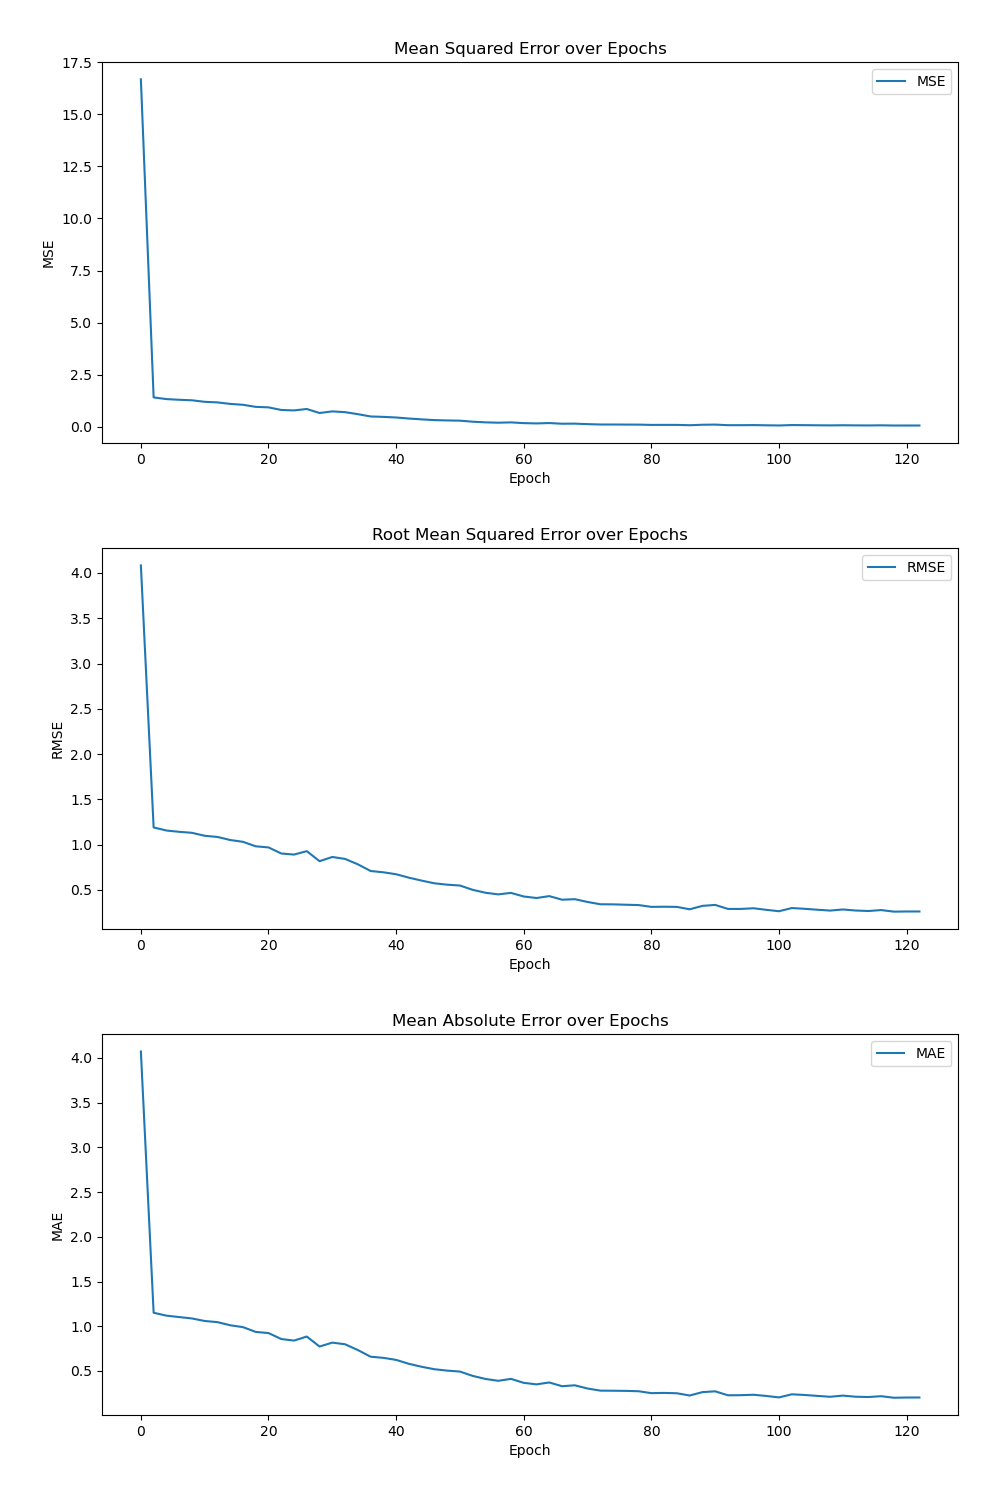 Mean Squared Error over Epochs
17.5
15.0
12.5
10.0
7.5
5.0
2.5
0.0
MSE
MSE
0 20 40 60 80 100 120
Epoch
Root Mean Squared Error over Epochs
4.0
3.5
3.0
2.5
2.0
1.5
1.0
0.5
RMSE
RMSE
0 20 40 60 80 100 120
Epoch
Mean Absolute Error over Epochs
4.0
3.5
3.0
2.5
2.0
1.5
1.0
0.5
MAE
MAE
0 20 40 60 80 100 120
Epoch